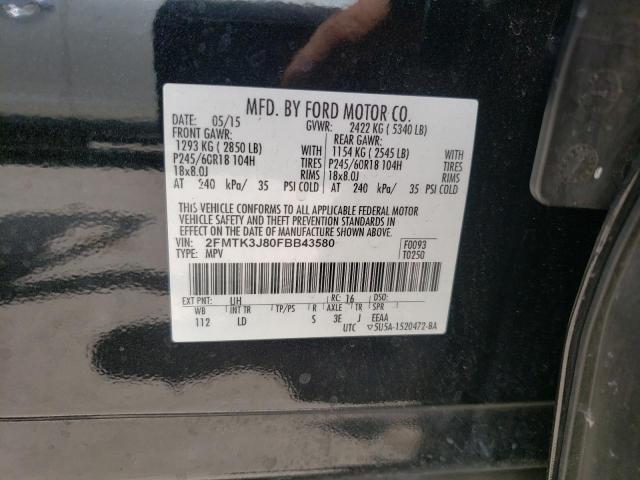 MFD. BY FORD MOTOR CO.
DATE: 05/15 GVWR: 2422 KG ( 5340 LB)
FRONT GAWR: REAR GAWR:
1293 KG ( 2850 LB) 1154 KG ( 2545 LB)
P245/60R18 104H TIRES P245/60R18 104H TIRES
18x8.0J RIMS 18x8.0J RIMS
AT 240 kPa/ 35 PSI COLD AT 240 kPa/ 35 PSI COLD
THIS VEHICLE CONFORMS TO ALL APPLICABLE FEDERAL MOTOR
VEHICLE SAFETY AND THEFT PREVENTION STANDARDS IN
EFFECT ON THE DATE OF MANUFACTURE SHOWN ABOVE.
VIN: 2FMTK3J80FBB43580 F0093
TYPE: MPV T0250
EXT PNT: UH RC: 16 DSO:
WB INT TR TP/PS R AXLE TR SPR
112 LD S 3E J EEAA
UTC ▽5U5A-1520472-BA